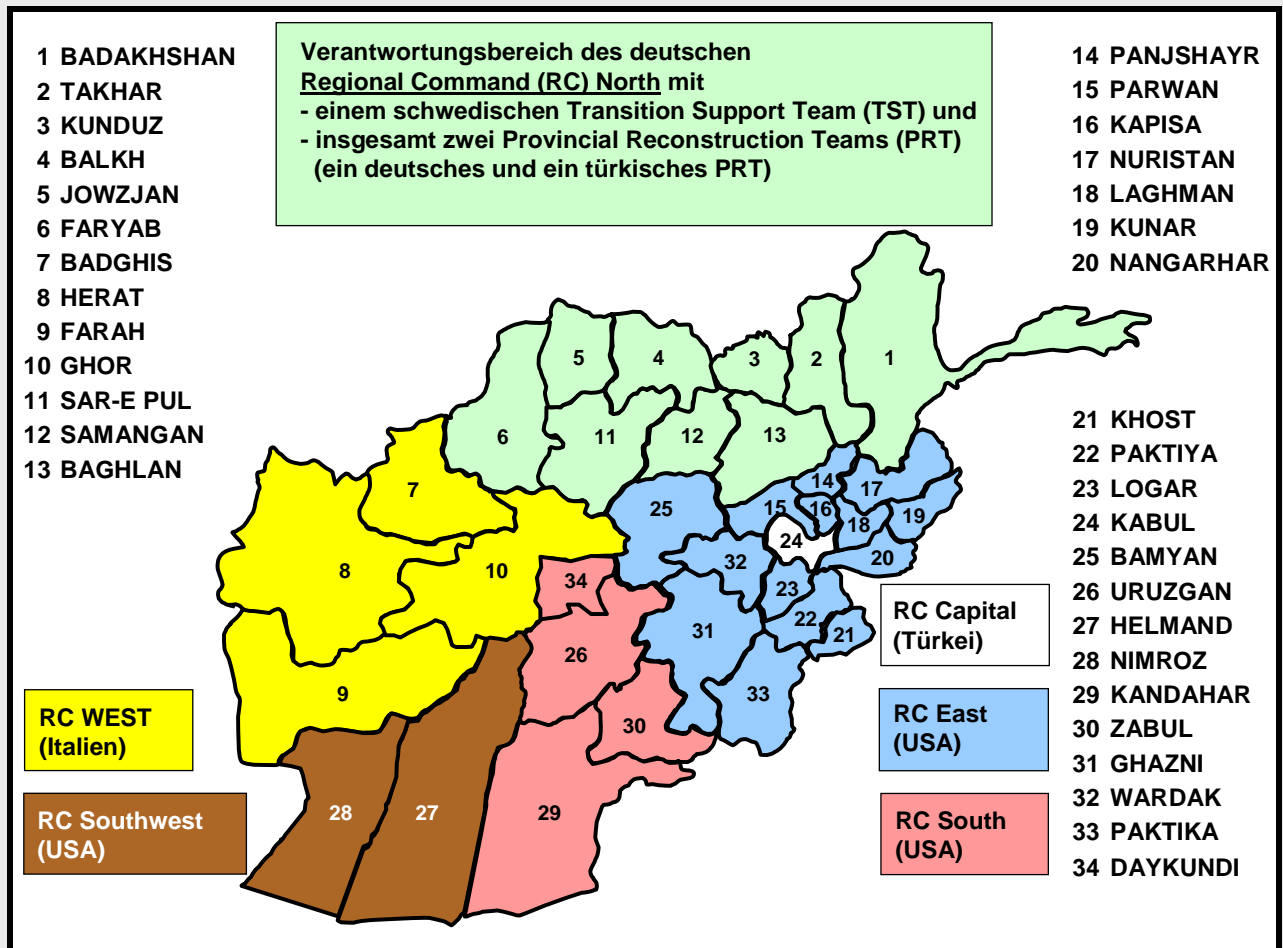 1 BADAKHSHAN
2 TAKHAR
3 KUNDUZ
4 BALKH
5 JOWZJAN
6 FARYAB
7 BADGHIS
8 HERAT
9 FARAH
10 GHOR
11 SAR-E PUL
12 SAMANGAN
13 BAGHLAN
Verantwortungsbereich des deutschen
Regional Command (RC) North mit
- einem schwedischen Transition Support Team (TST) und
- insgesamt zwei Provincial Reconstruction Teams (PRT)
(ein deutsches und ein türkisches PRT)
14 PANJSHAYR
15 PARWAN
16 KAPISA
17 NURISTAN
18 LAGHMAN
19 KUNAR
20 NANGARHAR
21 KHOST
22 PAKTIYA
23 LOGAR
24 KABUL
25 BAMYAN
26 URUZGAN
27 HELMAND
28 NIMROZ
29 KANDAHAR
30 ZABUL
31 GHAZNI
32 WARDAK
33 PAKTIKA
34 DAYKUNDI
5
4
3
2
1
6
11
12
13
7
25
14
17
15
16
18
19
24
20
8
10
34
32
23
22
21
31
26
33
9
30
28
27
29
RC WEST
(Italien)
RC Southwest
(USA)
RC Capital
(Türkei)
RC East
(USA)
RC South
(USA)